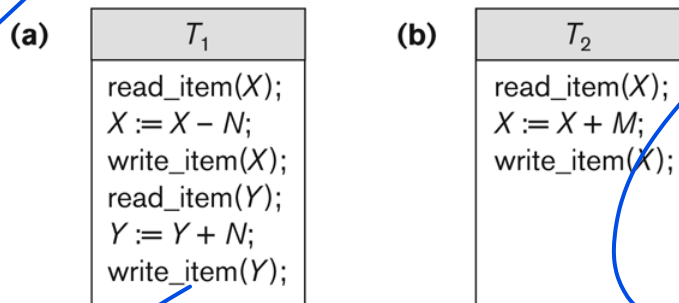 (a)
T₁
read_item(X);
X := X – N;
write_item(X);
read_item(Y);
Y := Y + N;
write_item(Y);
(b)
T₂
read_item(X);
X := X + M;
write_item(X);